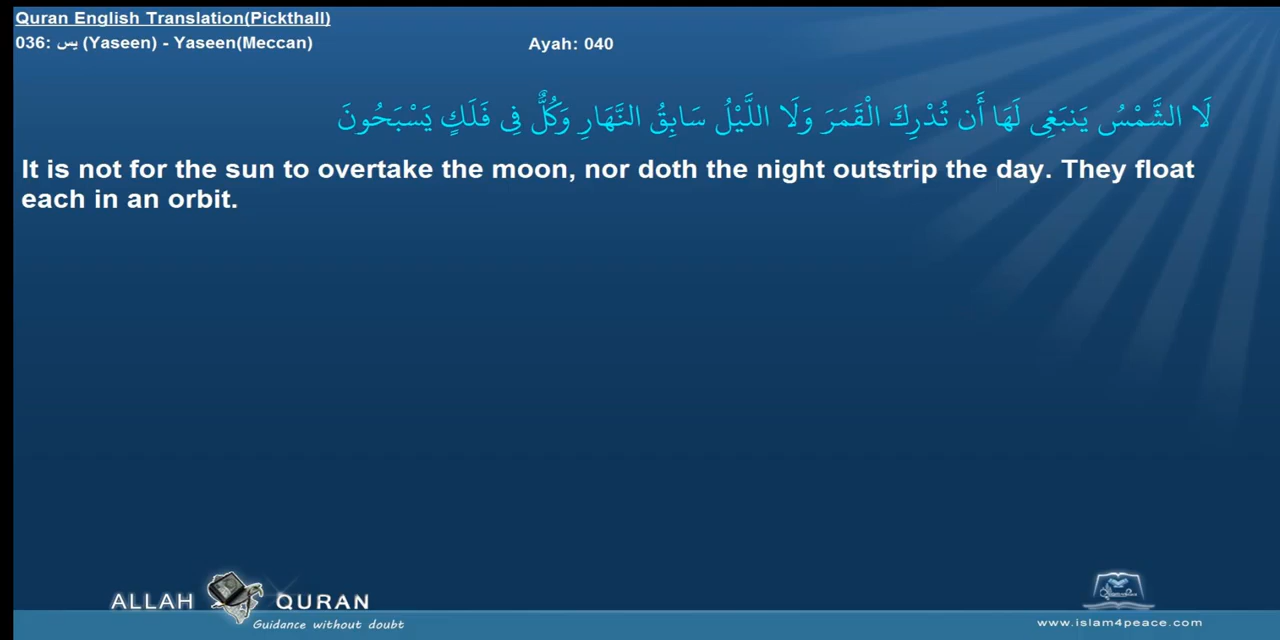 Quran English Translation(Pickthall)
036: يس (Yaseen) - Yaseen(Meccan)
Ayah: 040
لَا الشَّمْسُ يَنبَغِى لَهَا أَن تُدْرِكَ الْقَمَرَ وَلَا اللَّيْلُ سَابِقُ النَّهَارِ وَكُلٌّ فِى فَلَكٍ يَسْبَحُونَ
It is not for the sun to overtake the moon, nor doth the night outstrip the day. They float
each in an orbit.
ALLAH QURAN
Guidance without doubt
www.islam4peace.com